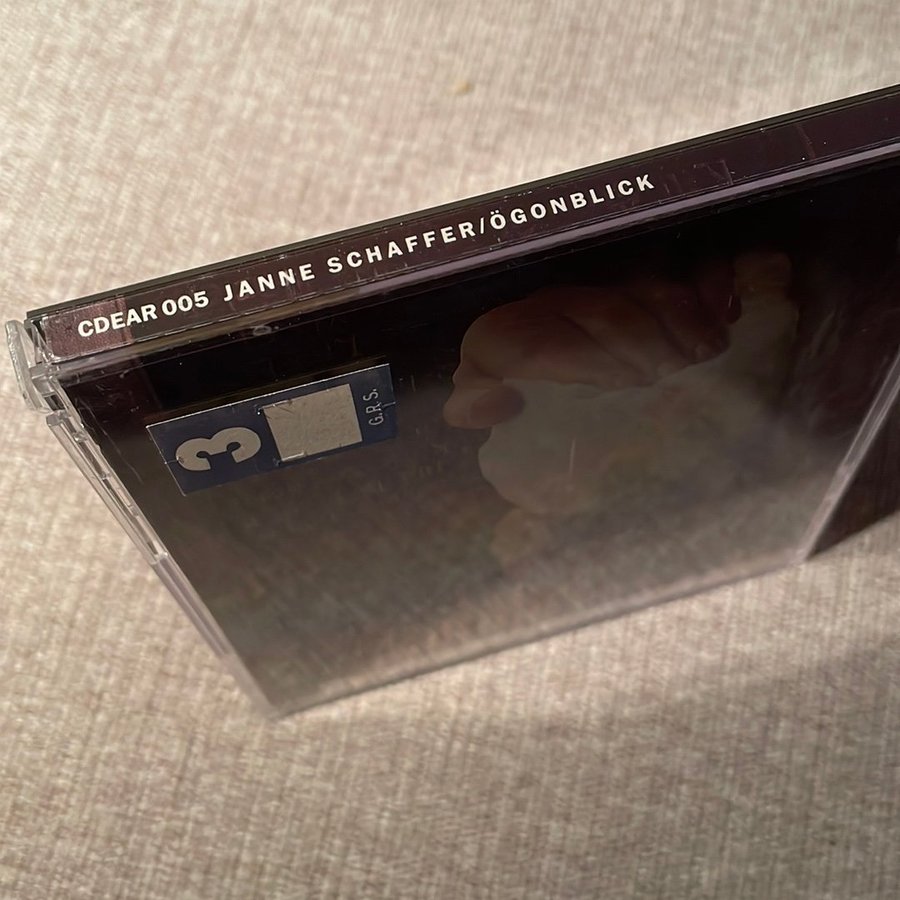 CDEAR 005 JANNE SCHAFFER/ÖGONBLICK
3
G.R.S.